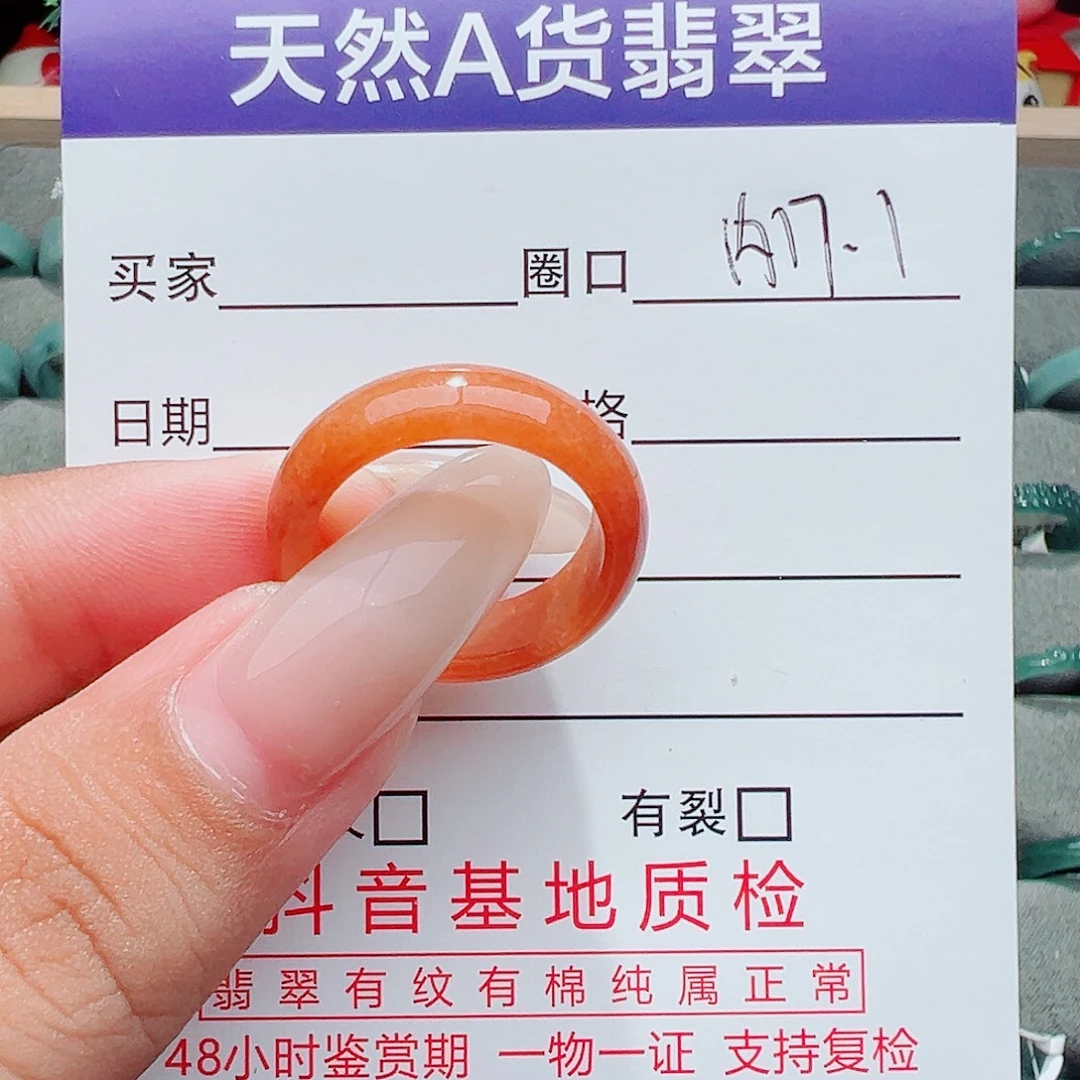 天然A货翡翠
买家 圈口 内17.1
日期 格
有裂
抖音基地质检
翡翠有纹有棉纯属正常
48小时鉴赏期 一物一证 支持复检